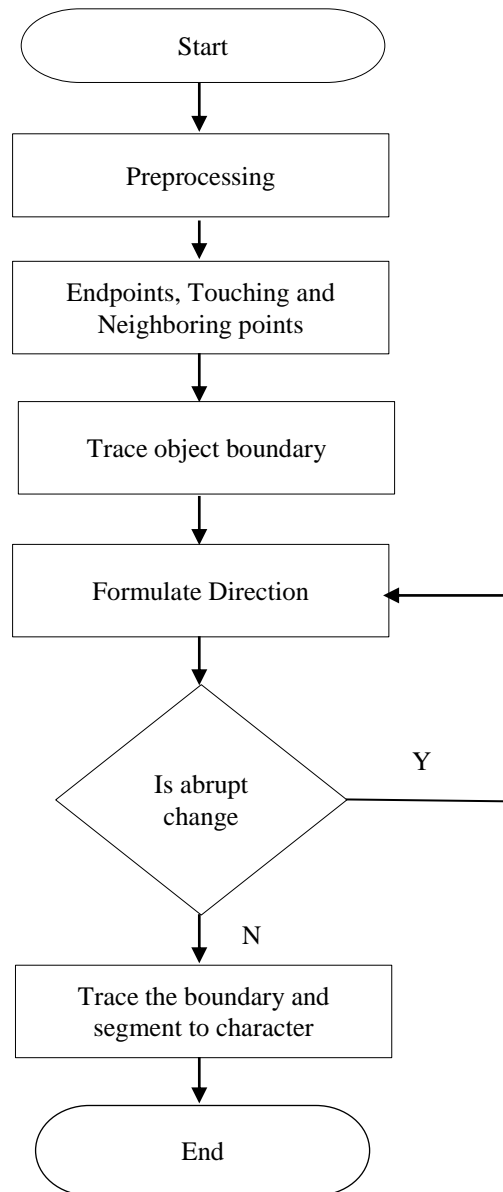 Start
Preprocessing
Endpoints, Touching and
Neighboring points
Trace object boundary
Formulate Direction
Is abrupt
change
Y
N
Trace the boundary and
segment to character
End